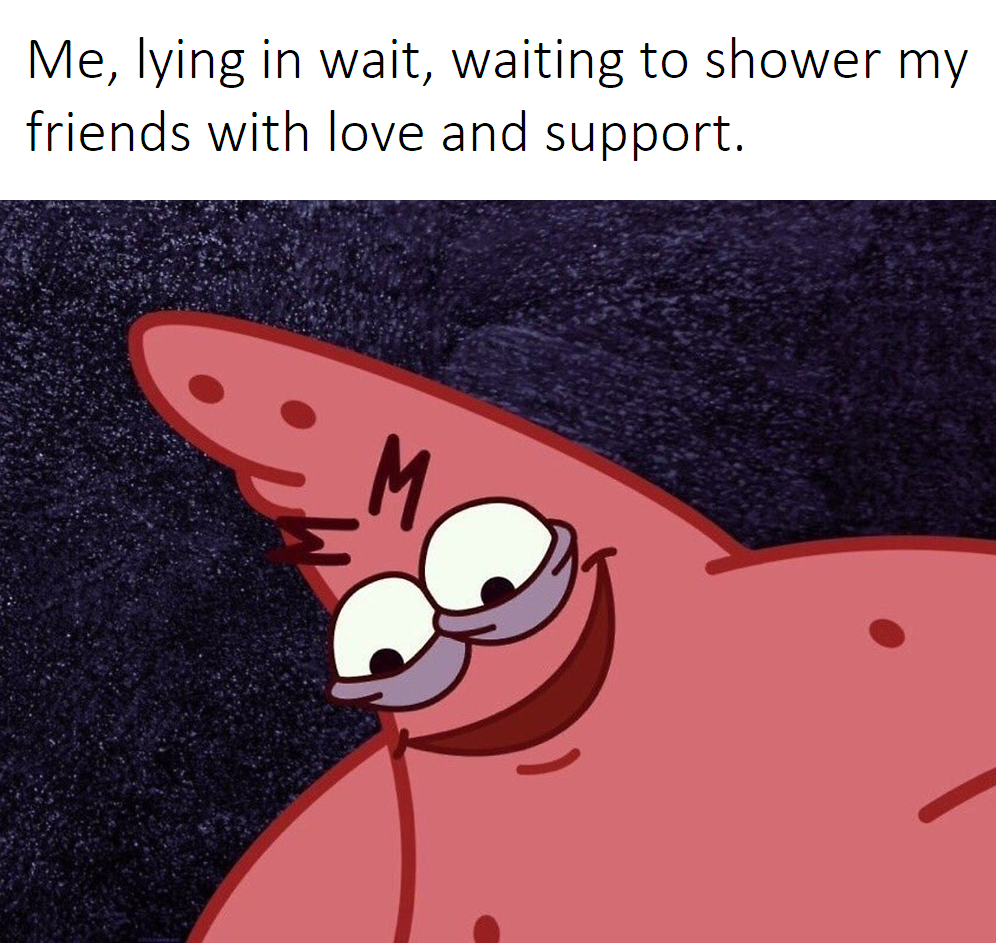 Me, lying in wait, waiting to shower my
friends with love and support.